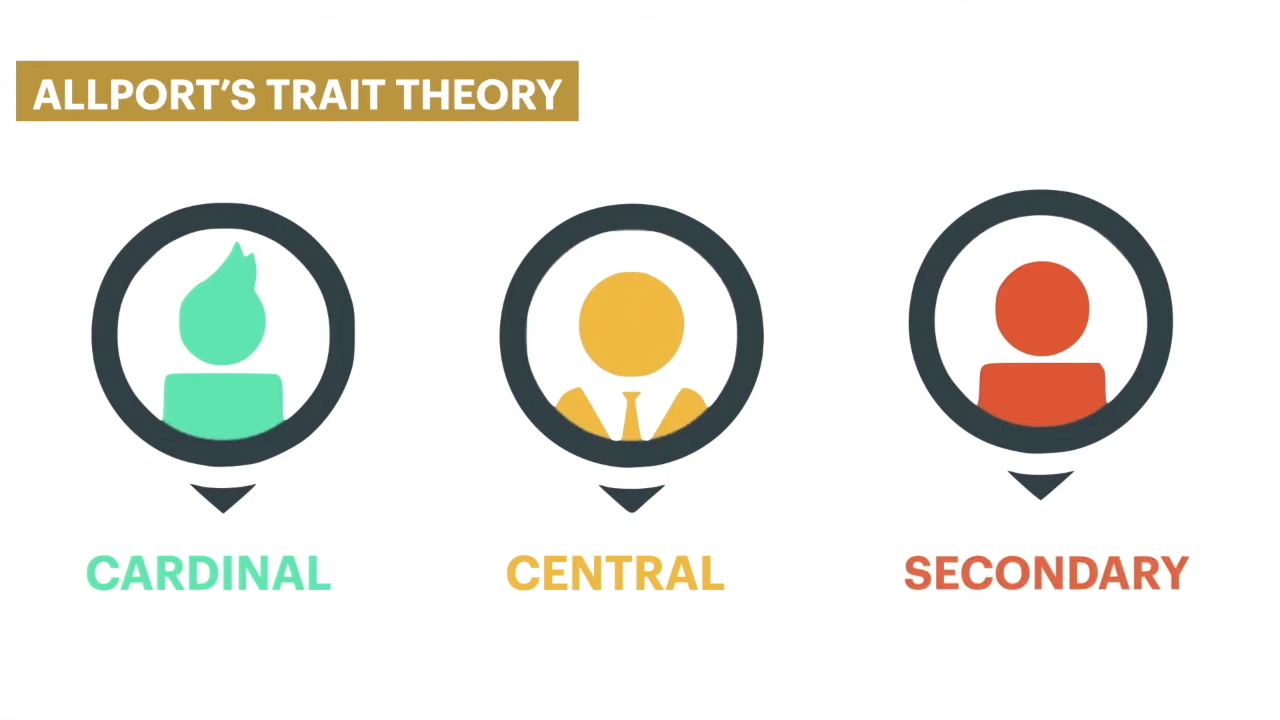 ALLPORT’S TRAIT THEORY
CARDINAL
CENTRAL
SECONDARY